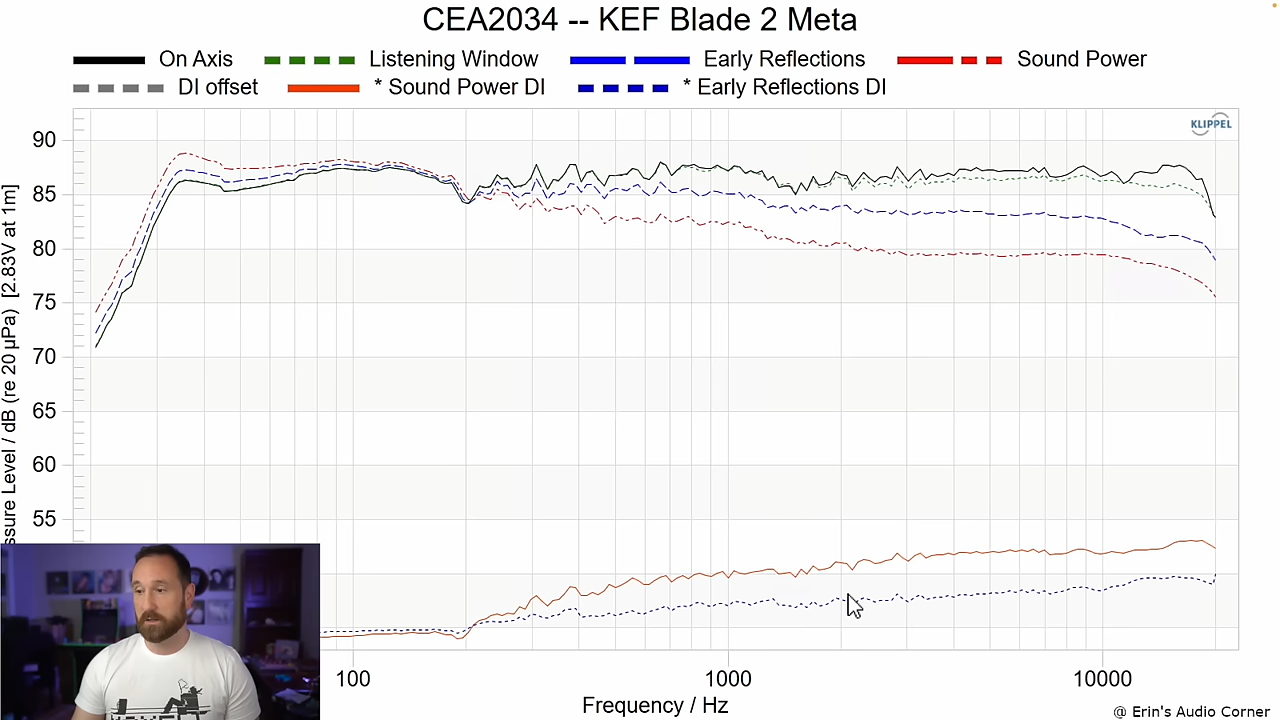 CEA2034 -- KEF Blade 2 Meta
On Axis Listening Window Early Reflections Sound Power
DI offset * Sound Power DI * Early Reflections DI
KLIPPEL
90
85
80
75
70
65
60
55
ssure Level / dB (re 20 µPa) [2.83V at 1m]
100 1000 10000
Frequency / Hz
@ Erin's Audio Corner